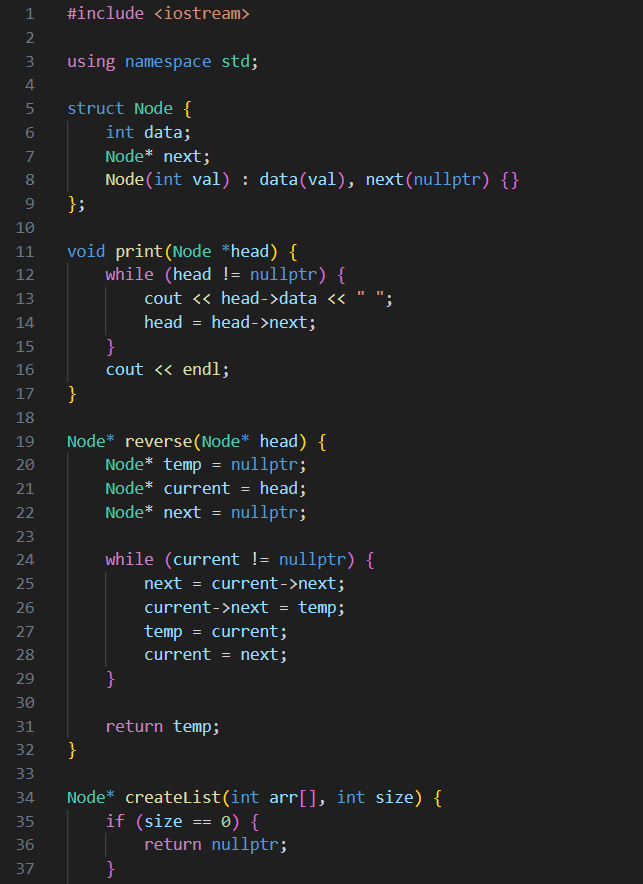 1 #include <iostream>
2
3 using namespace std;
4
5 struct Node {
6     int data;
7     Node* next;
8     Node(int val) : data(val), next(nullptr) {}
9 };
10
11 void print(Node *head) {
12     while (head != nullptr) {
13         cout << head->data << " ";
14         head = head->next;
15     }
16     cout << endl;
17 }
18
19 Node* reverse(Node* head) {
20     Node* temp = nullptr;
21     Node* current = head;
22     Node* next = nullptr;
23
24     while (current != nullptr) {
25         next = current->next;
26         current->next = temp;
27         temp = current;
28         current = next;
29     }
30
31     return temp;
32 }
33
34 Node* createList(int arr[], int size) {
35     if (size == 0) {
36         return nullptr;
37     }